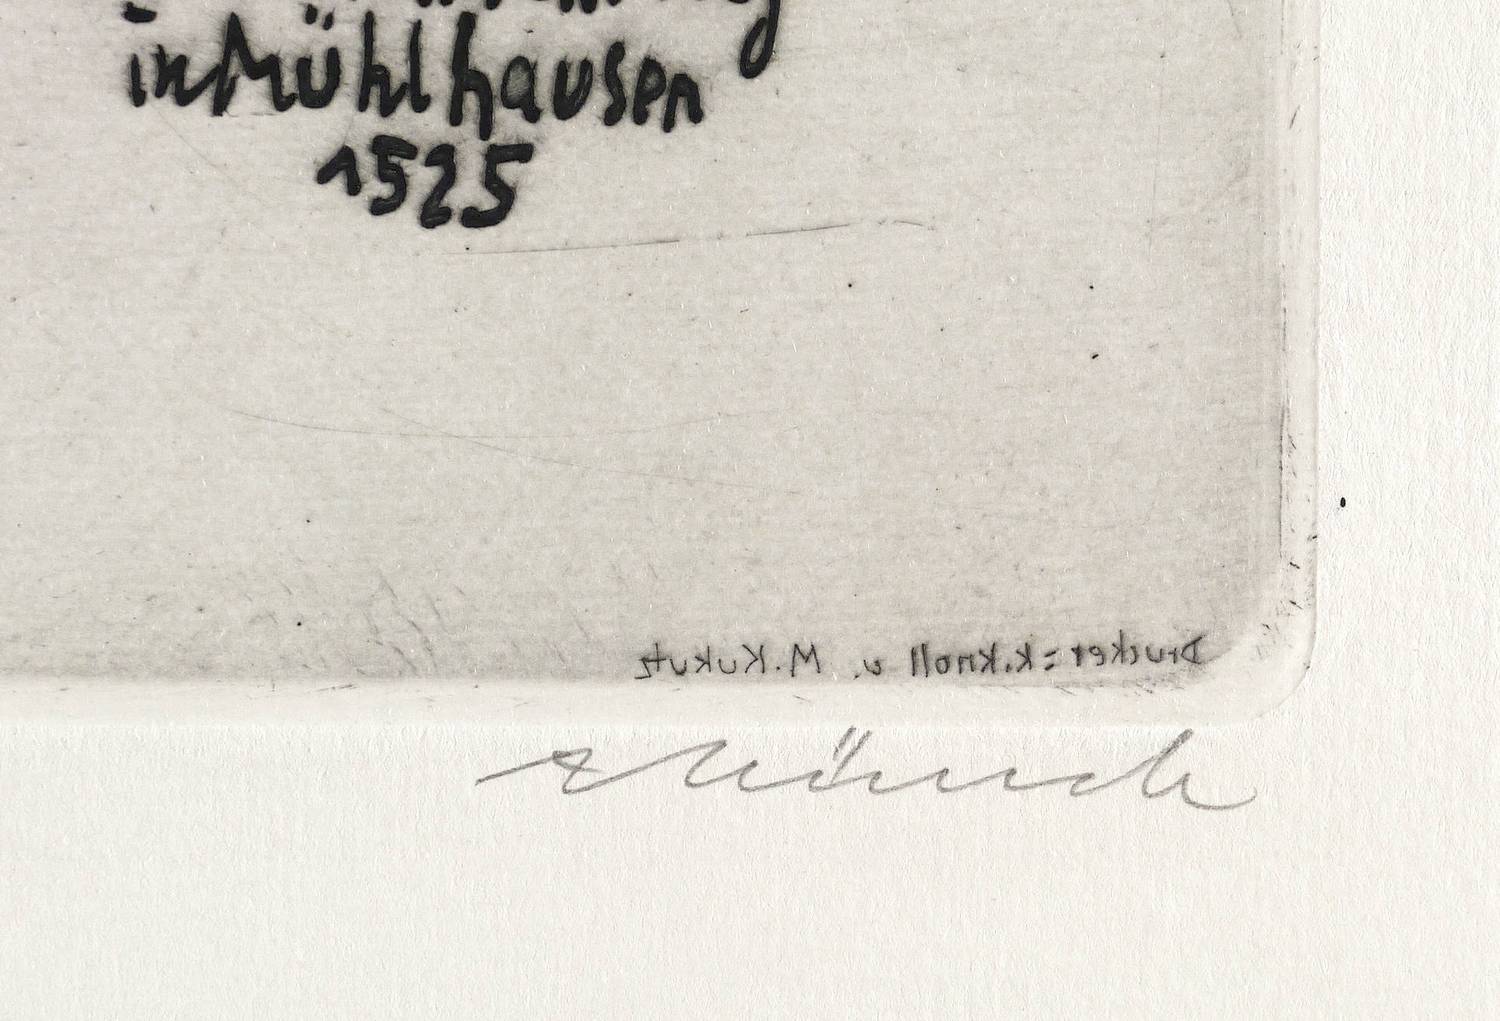 in Mühlhausen
1525
Drucker: K. Knoll u. M. Kukutz